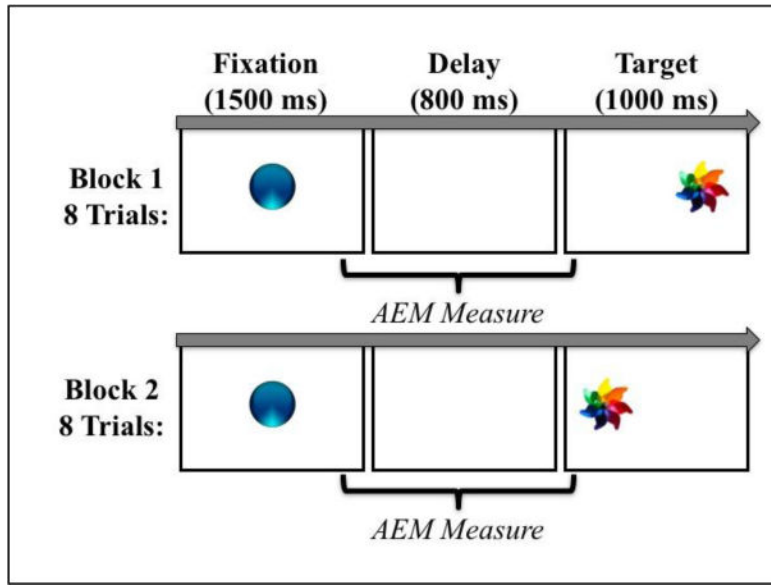 Fixation Delay Target
(1500 ms) (800 ms) (1000 ms)
Block 1
8 Trials:
AEM Measure
Block 2
8 Trials:
AEM Measure